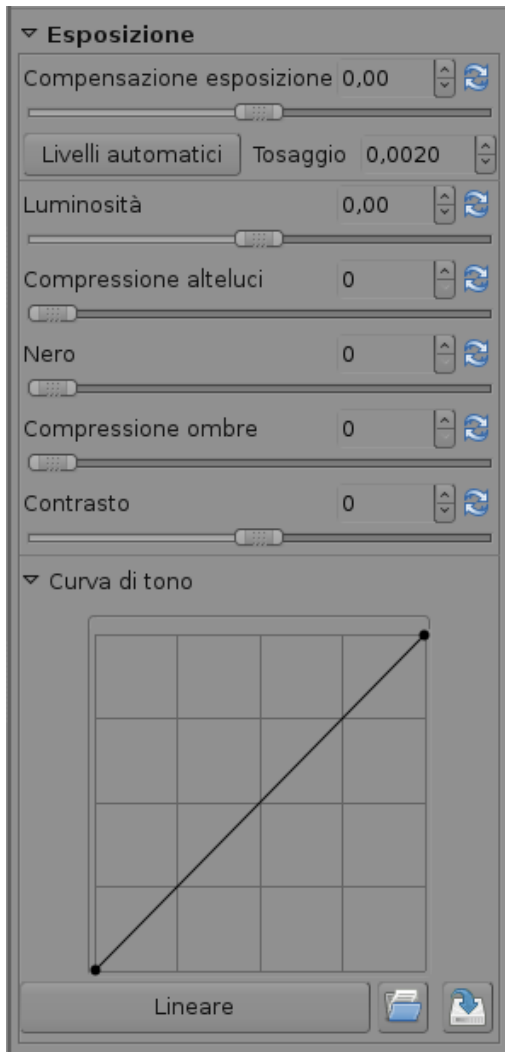 Esposizione
Compensazione esposizione 0,00
Livelli automatici Tosaggio 0,0020
Luminosità 0,00
Compressione alteluci 0
Nero 0
Compressione ombre 0
Contrasto 0
Curva di tono
Lineare